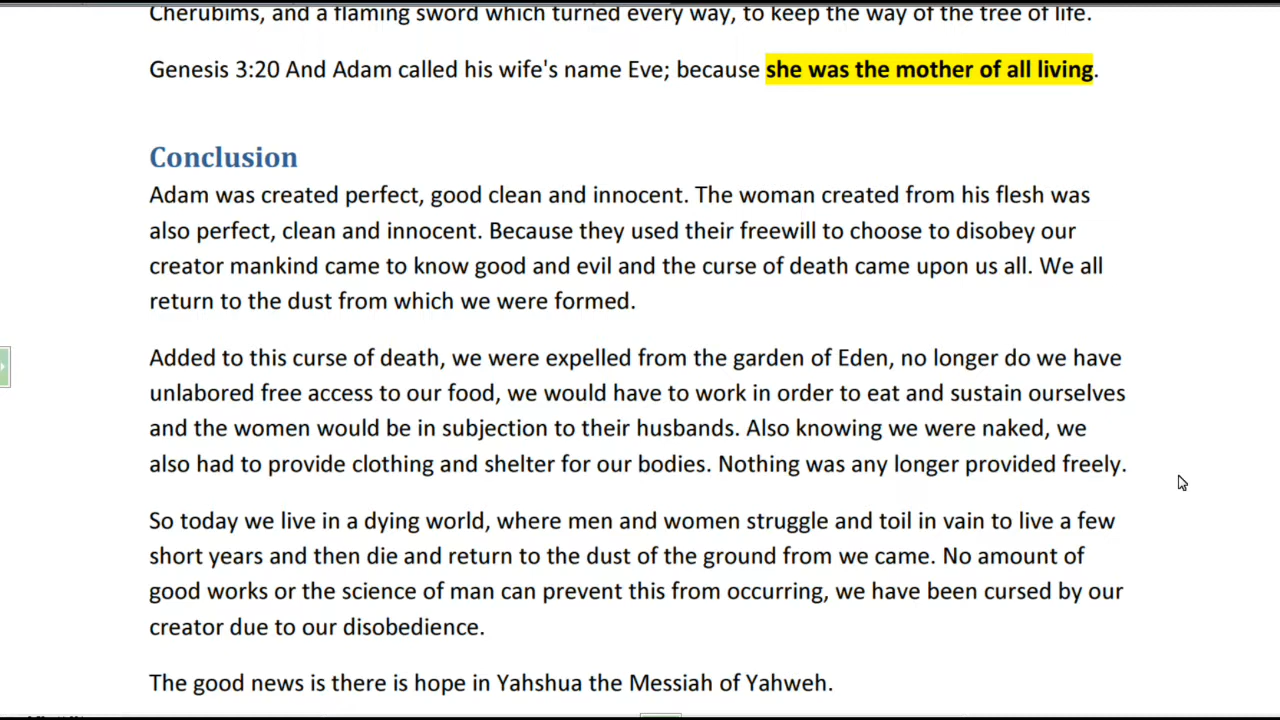 Cherubims, and a flaming sword which turned every way, to keep the way of the tree of life.
Genesis 3:20 And Adam called his wife's name Eve; because she was the mother of all living.
Conclusion
Adam was created perfect, good clean and innocent. The woman created from his flesh was
also perfect, clean and innocent. Because they used their freewill to choose to disobey our
creator mankind came to know good and evil and the curse of death came upon us all. We all
return to the dust from which we were formed.
Added to this curse of death, we were expelled from the garden of Eden, no longer do we have
unlabored free access to our food, we would have to work in order to eat and sustain ourselves
and the women would be in subjection to their husbands. Also knowing we were naked, we
also had to provide clothing and shelter for our bodies. Nothing was any longer provided freely.
So today we live in a dying world, where men and women struggle and toil in vain to live a few
short years and then die and return to the dust of the ground from we came. No amount of
good works or the science of man can prevent this from occurring, we have been cursed by our
creator due to our disobedience.
The good news is there is hope in Yahshua the Messiah of Yahweh.